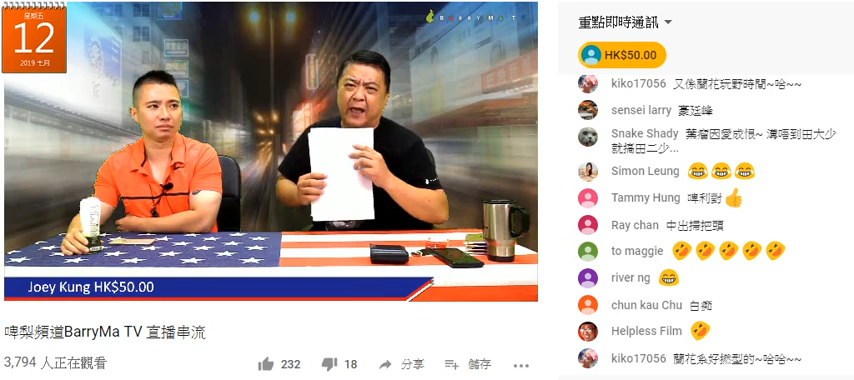 星期五
12
2019 七月
BARRYMATV
Joey Kung HK$50.00
啤梨頻道BarryMa TV 直播串流
3,794 人正在觀看
232
18
分享
儲存
重點即時通訊
HK$50.00
kiko17056 又係蘭花玩野時間~哈~~
sensei larry 豪逛峰
Snake Shady 葉瘤因愛成恨~ 溝唔到田大少
就搞田二少...
Simon Leung 😂😂😂
Tammy Hung 啤利對👍
Ray chan 中出掃把頭
to maggie 🤣🤣🤣🤣🤣
river ng 😂
chun kau Chu 白痴
Helpless Film 🤣
kiko17056 蘭花系好撚型的~哈哈~~